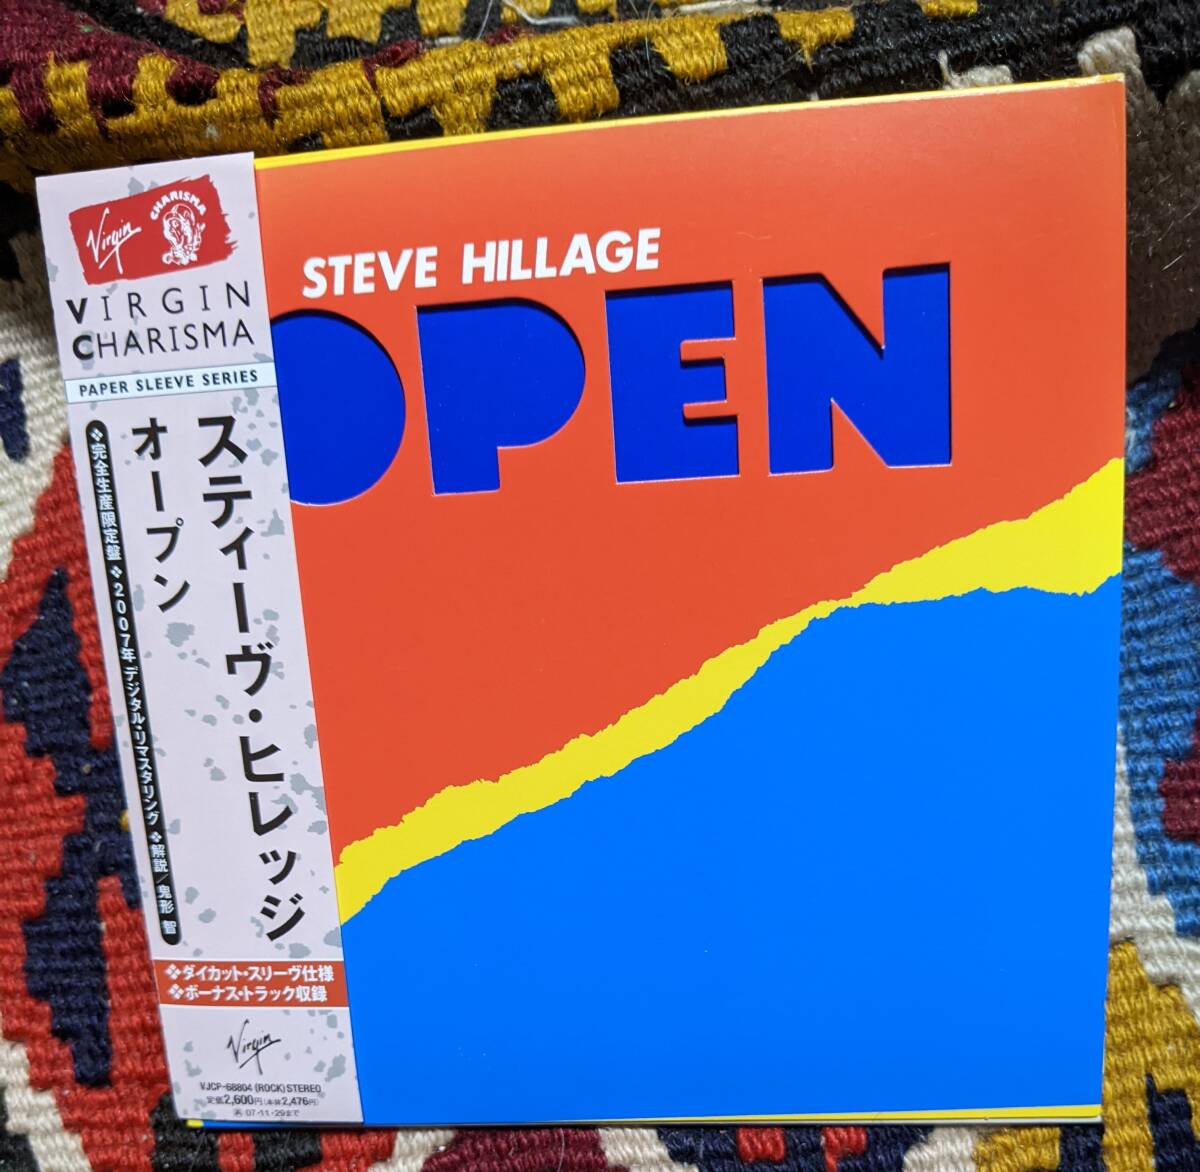 Virgin
CHARISMA
VIRGIN
CHARISMA
PAPER SLEEVE SERIES
スティーヴ・ヒレッジ
オープン
❖完全生産限定盤❖2007年デジタル・リマスタリング❖解説/鬼形 智
❖ダイカット・スリーヴ仕様
❖ボーナス・トラック収録
Virgin
VJCP-68804 (ROCK) STEREO
定価2,600円(本体2,476円)
再 07・11・29まで
STEVE HILLAGE
OPEN